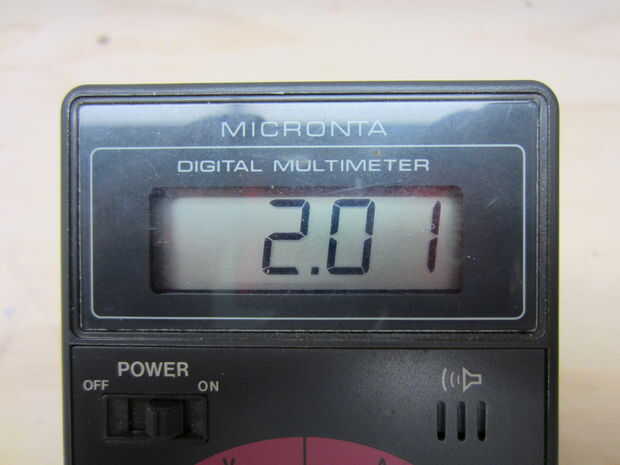 MICRONTA
DIGITAL MULTIMETER
2.01
POWER
OFF ON
V A